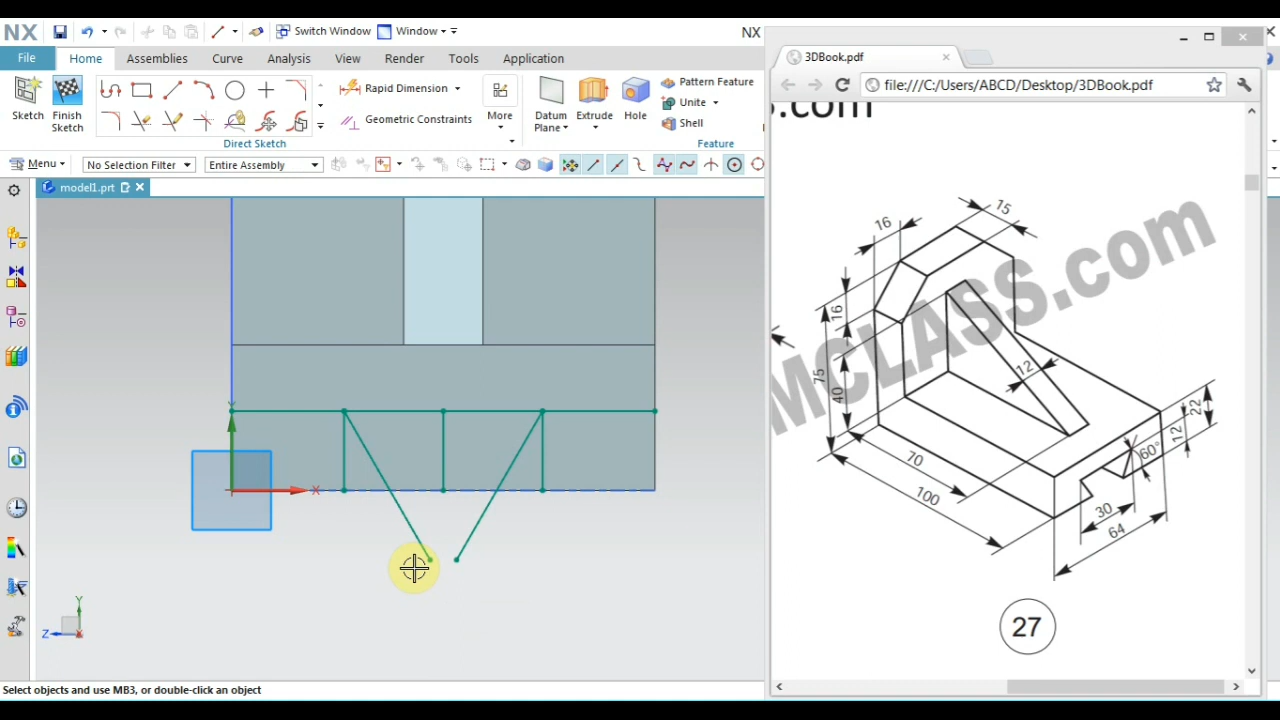 NX
Switch Window
Window
NX
File
Home
Assemblies
Curve
Analysis
View
Render
Tools
Application
Sketch
Finish
Sketch
Rapid Dimension
Geometric Constraints
More
Direct Sketch
Datum
Plane
Extrude
Hole
Pattern Feature
Unite
Shell
Feature
Menu
No Selection Filter
Entire Assembly
model1.prt
Y
X
Y
Z
X
Select objects and use MB3, or double-click an object
3DBook.pdf
file:///C:/Users/ABCD/Desktop/3DBook.pdf
s.com
MCLASS.com
16
15
16
75
40
12
70
100
22
12
60°
30
64
27